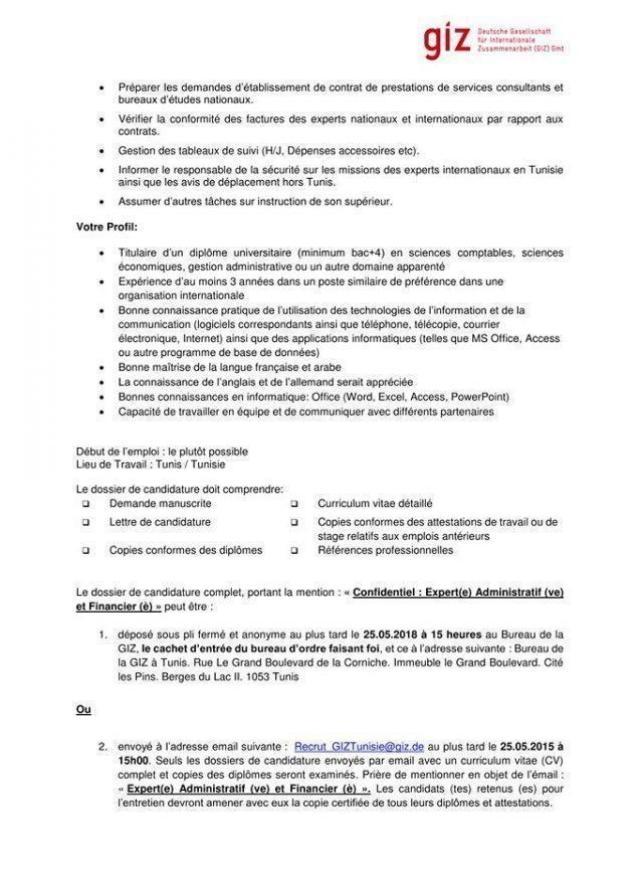 giz Deutsche Gesellschaft
für Internationale
Zusammenarbeit (GIZ) Gmt
• Préparer les demandes d'établissement de contrat de prestations de services consultants et
bureaux d'études nationaux.
• Vérifier la conformité des factures des experts nationaux et internationaux par rapport aux
contrats.
• Gestion des tableaux de suivi (H/J, Dépenses accessoires etc).
• Informer le responsable de la sécurité sur les missions des experts internationaux en Tunisie
ainsi que les avis de déplacement hors Tunis.
• Assumer d'autres tâches sur instruction de son supérieur.
Votre Profil:
• Titulaire d'un diplôme universitaire (minimum bac+4) en sciences comptables, sciences
économiques, gestion administrative ou un autre domaine apparenté
• Expérience d'au moins 3 années dans un poste similaire de préférence dans une
organisation internationale
• Bonne connaissance pratique de l'utilisation des technologies de l'information et de la
communication (logiciels correspondants ainsi que téléphone, télécopie, courrier
électronique, Internet) ainsi que des applications informatiques (telles que MS Office, Access
ou autre programme de base de données)
• Bonne maîtrise de la langue française et arabe
• La connaissance de l'anglais et de l'allemand serait appréciée
• Bonnes connaissances en informatique: Office (Word, Excel, Access, PowerPoint)
• Capacité de travailler en équipe et de communiquer avec différents partenaires
Début de l'emploi : le plutôt possible
Lieu de Travail : Tunis / Tunisie
Le dossier de candidature doit comprendre:
❑ Demande manuscrite ❑ Curriculum vitae détaillé
❑ Lettre de candidature ❑ Copies conformes des attestations de travail ou de
stage relatifs aux emplois antérieurs
❑ Copies conformes des diplômes ❑ Références professionnelles
Le dossier de candidature complet, portant la mention : « Confidentiel : Expert(e) Administratif (ve)
et Financier (è) » peut être :
1. déposé sous pli fermé et anonyme au plus tard le 25.05.2018 à 15 heures au Bureau de la
GIZ, le cachet d'entrée du bureau d'ordre faisant foi, et ce à l'adresse suivante : Bureau de
la GIZ à Tunis. Rue Le Grand Boulevard de la Corniche. Immeuble le Grand Boulevard. Cité
les Pins. Berges du Lac II. 1053 Tunis
Ou
2. envoyé à l'adresse email suivante : Recrut_GIZTunisie@giz.de au plus tard le 25.05.2015 à
15h00. Seuls les dossiers de candidature envoyés par email avec un curriculum vitae (CV)
complet et copies des diplômes seront examinés. Prière de mentionner en objet de l'émail :
« Expert(e) Administratif (ve) et Financier (è) ». Les candidats (tes) retenus (es) pour
l'entretien devront amener avec eux la copie certifiée de tous leurs diplômes et attestations.